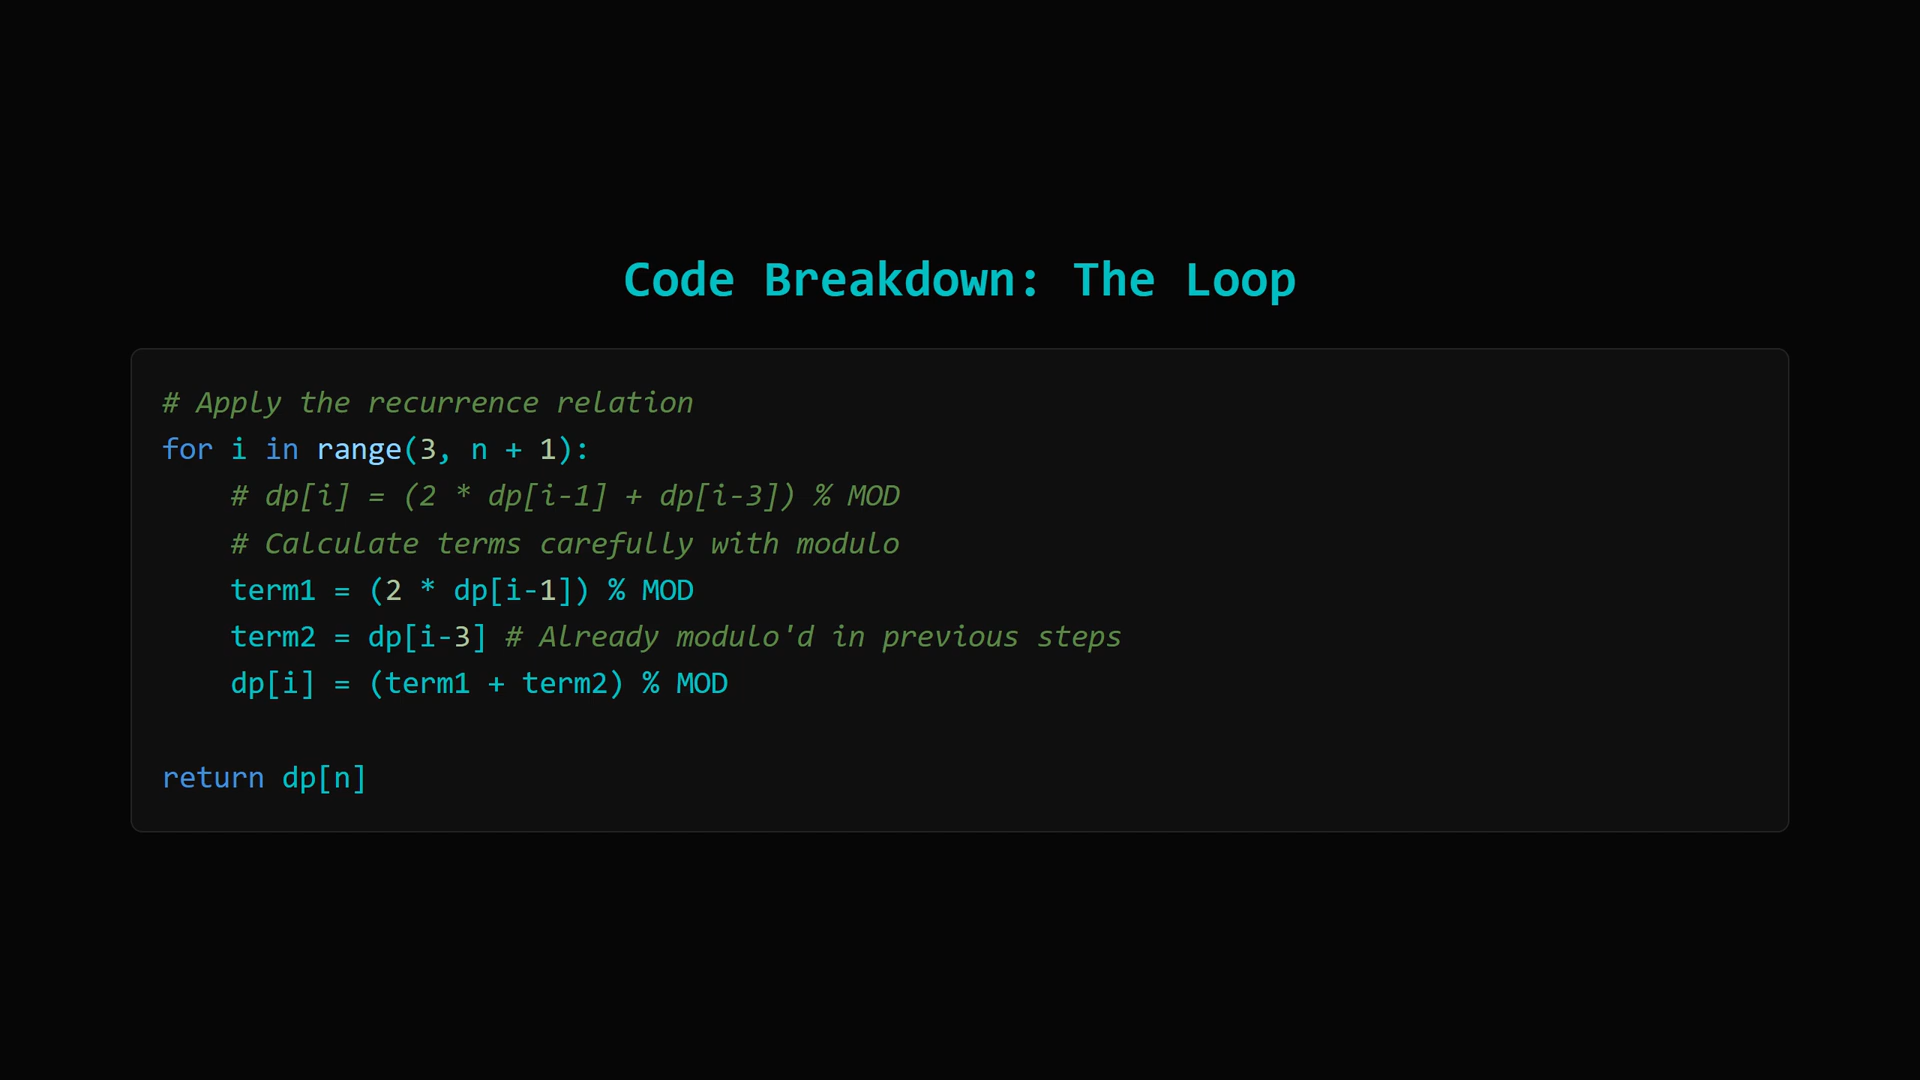 Code Breakdown: The Loop
# Apply the recurrence relation
for i in range(3, n + 1):
    # dp[i] = (2 * dp[i-1] + dp[i-3]) % MOD
    # Calculate terms carefully with modulo
    term1 = (2 * dp[i-1]) % MOD
    term2 = dp[i-3] # Already modulo'd in previous steps
    dp[i] = (term1 + term2) % MOD
return dp[n]